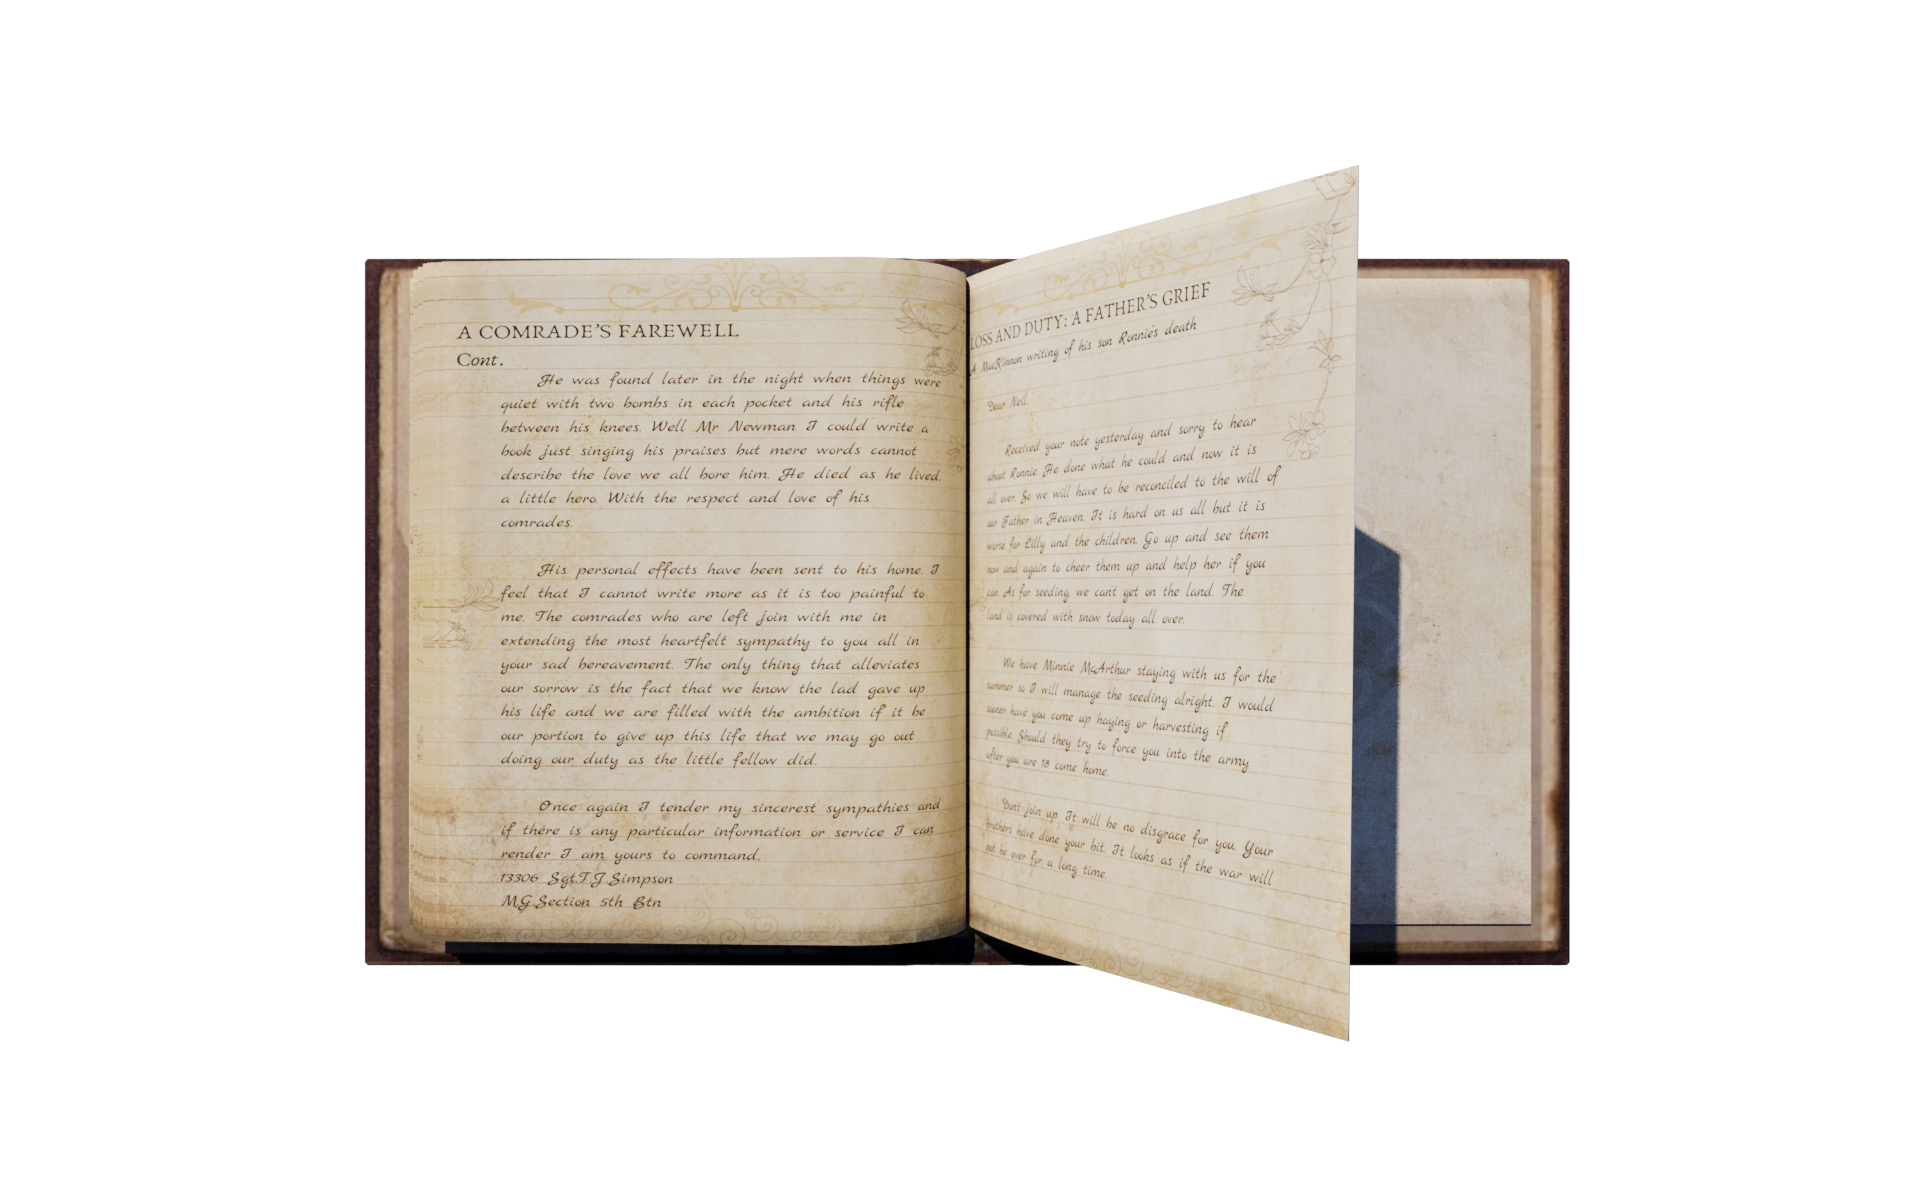 A COMRADE'S FAREWELL
Cont.
He was found later in the night when things were
quiet with two bombs in each pocket and his rifle
between his knees. Well Mr Newman I could write a
book just singing his praises but mere words cannot
describe the love we all bore him. He died as he lived,
a little hero. With the respect and love of his
comrades.
His personal effects have been sent to his home. I
feel that I cannot write more as it is too painful to
me. The comrades who are left join with me in
extending the most heartfelt sympathy to you all in
your sad bereavement. The only thing that alleviates
our sorrow is the fact that we know the lad gave up
his life and we are filled with the ambition if it be
our portion to give up this life that we may go out
doing our duty as the little fellow did.
Once again I tender my sincerest sympathies and
if there is any particular information or service I can
render I am yours to command.
13306 Sgt.T.J.Simpson
M.G.Section 5th Btn
LOSS AND DUTY: A FATHER'S GRIEF
A. MacKinnon writing of his son Ronnie's death
Dear Neil,
Received your note yesterday and sorry to hear
about Ronnie. He done what he could and now it is
all over. So we will have to be reconciled to the will of
our Father in Heaven. It is hard on us all but it is
worse for Lilly and the children. Go up and see them
now and again to cheer them up and help her if you
can. As for seeding, we can't get on the land. The
land is covered with snow today all over.
We have Minnie McArthur staying with us for the
summer so I will manage the seeding alright. I would
sooner have you come up haying or harvesting if
possible. Should they try to force you into the army
after you are 18 come home.
Don't join up. It will be no disgrace for you. Your
brothers have done your bit. It looks as if the war will
not be over for a long time.